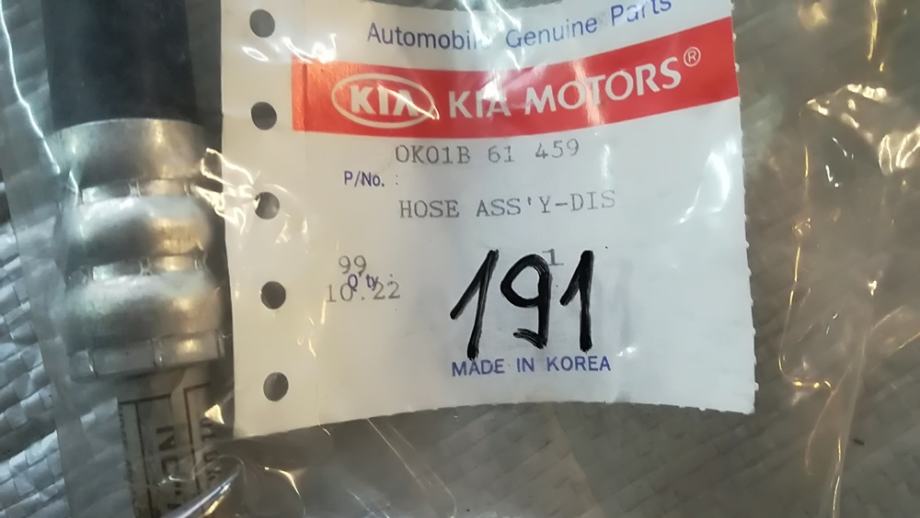 Automobile Genuine Parts
KIA KIA MOTORS®
OK01B 61 459
P/No. :
HOSE ASS'Y-DIS
99 1
Q'ty :
10.22
191
MADE IN KOREA